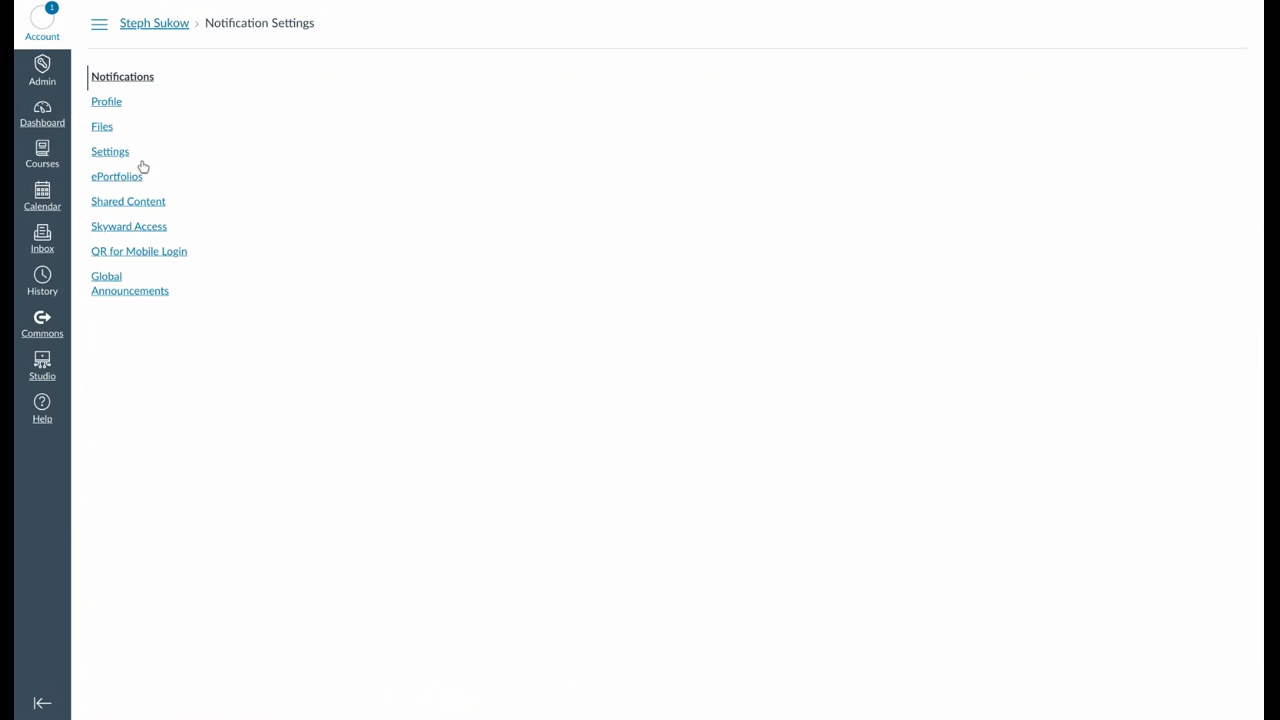 1
Account
Admin
Dashboard
Courses
Calendar
Inbox
History
Commons
Studio
Help
Steph Sukow › Notification Settings
Notifications
Profile
Files
Settings
ePortfolios
Shared Content
Skyward Access
QR for Mobile Login
Global
Announcements